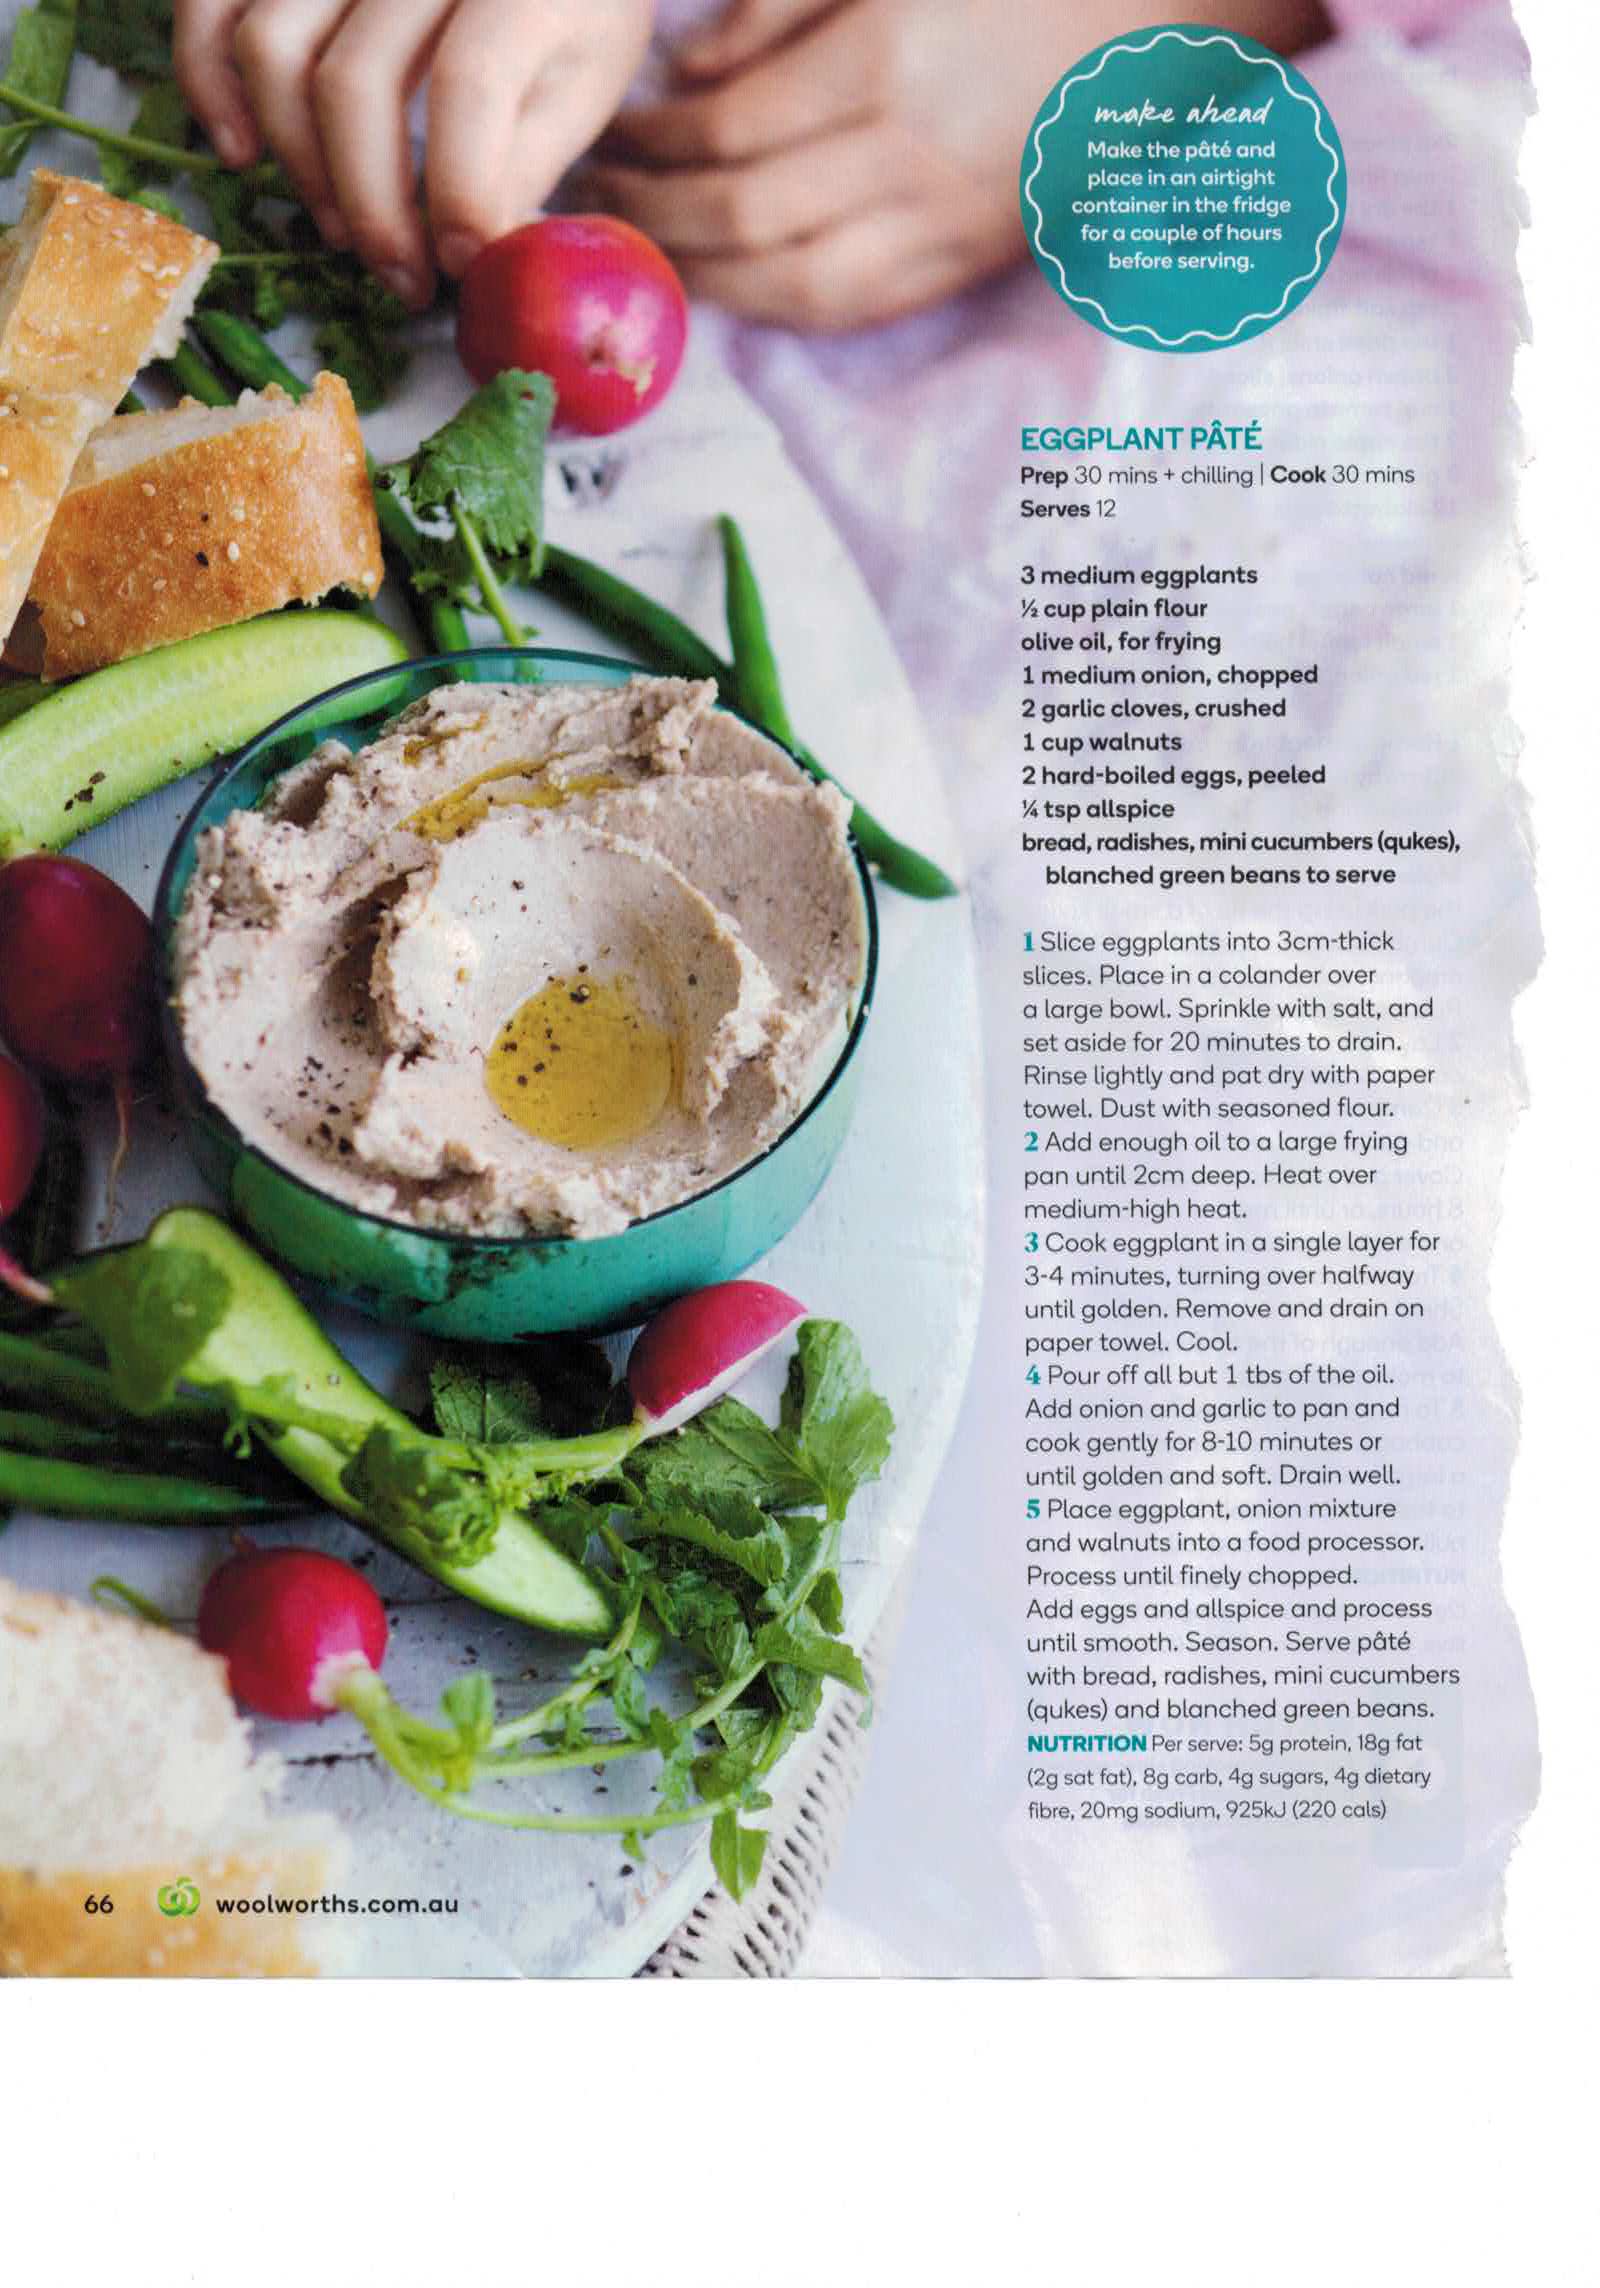 make ahead
Make the pâté and
place in an airtight
container in the fridge
for a couple of hours
before serving.
EGGPLANT PÂTÉ
Prep 30 mins + chilling | Cook 30 mins
Serves 12
3 medium eggplants
½ cup plain flour
olive oil, for frying
1 medium onion, chopped
2 garlic cloves, crushed
1 cup walnuts
2 hard-boiled eggs, peeled
¼ tsp allspice
bread, radishes, mini cucumbers (qukes),
blanched green beans to serve
1 Slice eggplants into 3cm-thick
slices. Place in a colander over
a large bowl. Sprinkle with salt, and
set aside for 20 minutes to drain.
Rinse lightly and pat dry with paper
towel. Dust with seasoned flour.
2 Add enough oil to a large frying
pan until 2cm deep. Heat over
medium-high heat.
3 Cook eggplant in a single layer for
3-4 minutes, turning over halfway
until golden. Remove and drain on
paper towel. Cool.
4 Pour off all but 1 tbs of the oil.
Add onion and garlic to pan and
cook gently for 8-10 minutes or
until golden and soft. Drain well.
5 Place eggplant, onion mixture
and walnuts into a food processor.
Process until finely chopped.
Add eggs and allspice and process
until smooth. Season. Serve pâté
with bread, radishes, mini cucumbers
(qukes) and blanched green beans.
NUTRITION Per serve: 5g protein, 18g fat
(2g sat fat), 8g carb, 4g sugars, 4g dietary
fibre, 20mg sodium, 925kJ (220 cals)
66 woolworths.com.au